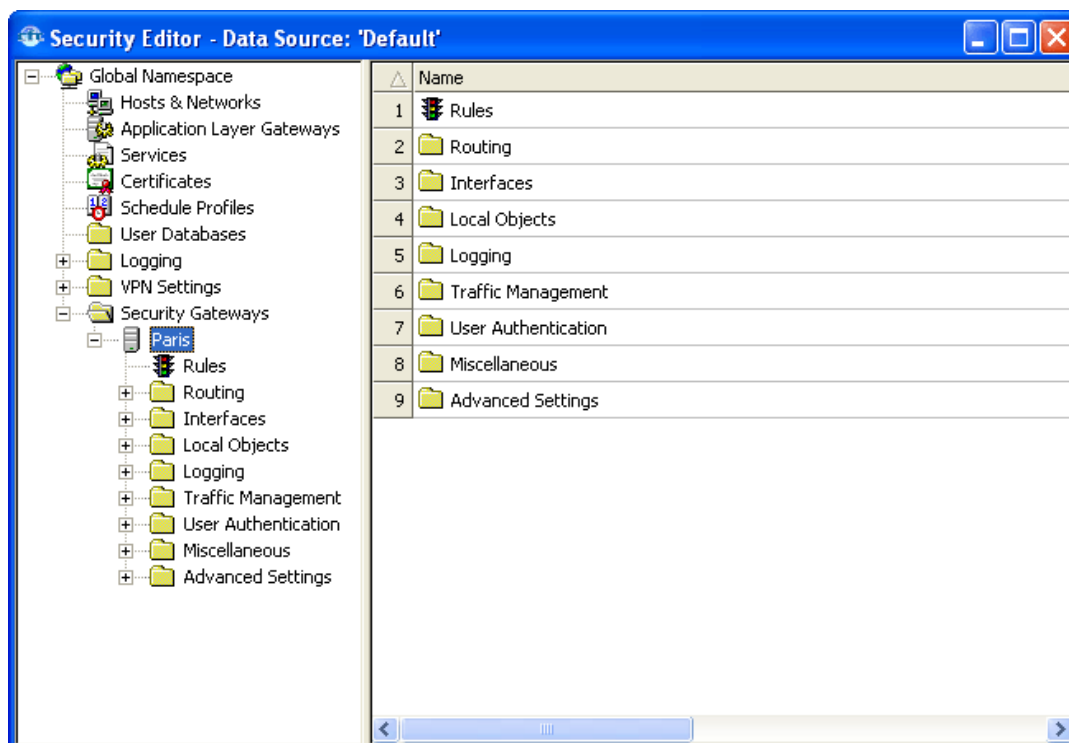 Security Editor - Data Source: 'Default'
Global Namespace
Hosts & Networks
Application Layer Gateways
Services
Certificates
Schedule Profiles
User Databases
Logging
VPN Settings
Security Gateways
Paris
Rules
Routing
Interfaces
Local Objects
Logging
Traffic Management
User Authentication
Miscellaneous
Advanced Settings
Name
1 Rules
2 Routing
3 Interfaces
4 Local Objects
5 Logging
6 Traffic Management
7 User Authentication
8 Miscellaneous
9 Advanced Settings